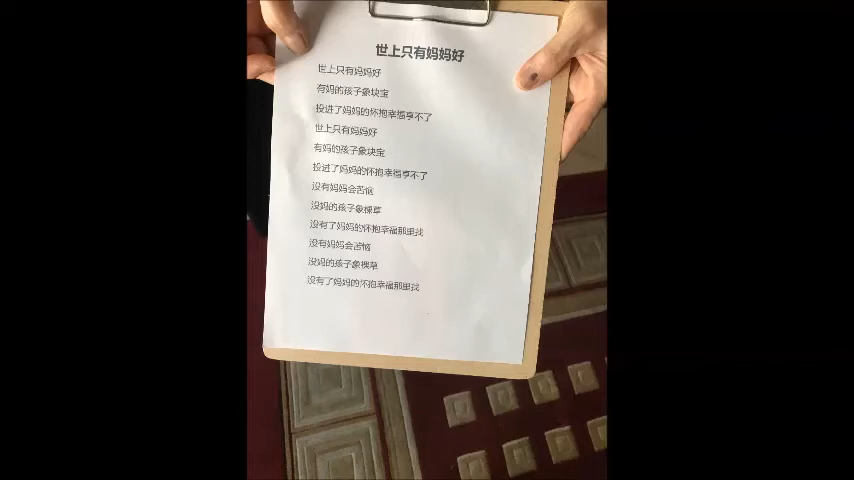 世上只有妈妈好
世上只有妈妈好
有妈的孩子象块宝
投进了妈妈的怀抱幸福享不了
世上只有妈妈好
有妈的孩子象块宝
投进了妈妈的怀抱幸福享不了
没有妈妈会苦恼
没妈的孩子象棵草
没有了妈妈的怀抱幸福那里找
没有妈妈会苦恼
没妈的孩子象棵草
没有了妈妈的怀抱幸福那里找